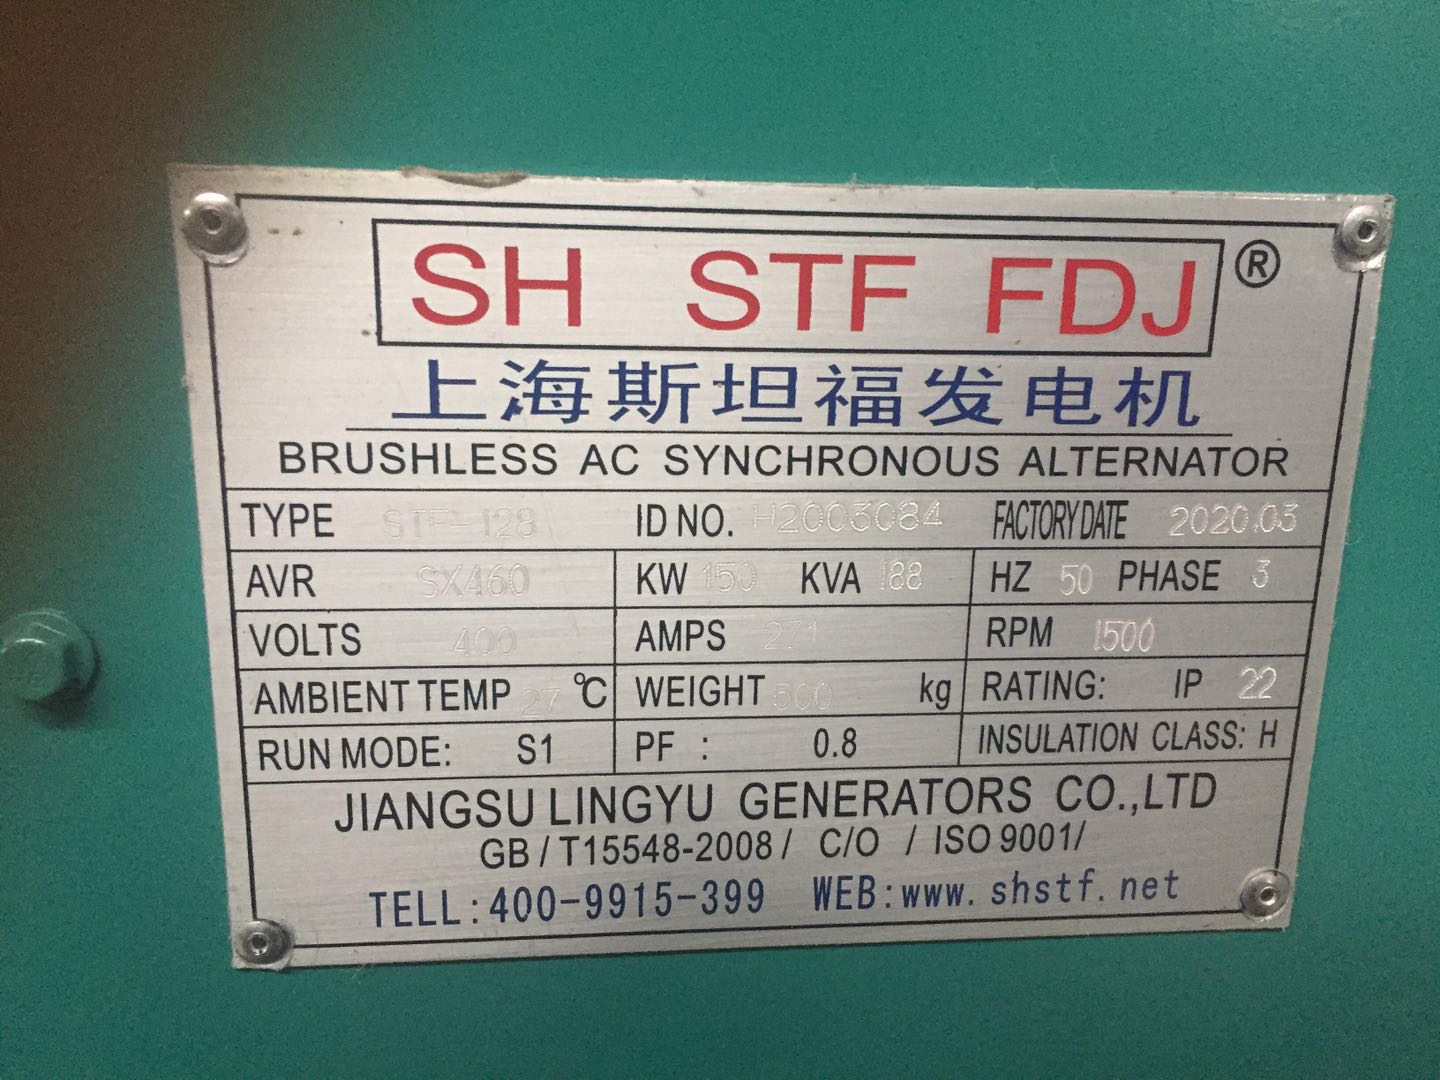 SH STF FDJ ®
上海斯坦福发电机
BRUSHLESS AC SYNCHRONOUS ALTERNATOR
TYPE STF-128 ID NO. H2003084 FACTORY DATE 2020.03
AVR SX460 KW 150 KVA 188 HZ 50 PHASE 3
VOLTS 400 AMPS 271 RPM 1500
AMBIENT TEMP 27 °C WEIGHT 500 kg RATING: IP 22
RUN MODE: S1 PF : 0.8 INSULATION CLASS: H
JIANGSU LINGYU GENERATORS CO.,LTD
GB / T15548-2008 / C/O / ISO 9001/
TELL:400-9915-399 WEB:www.shstf.net